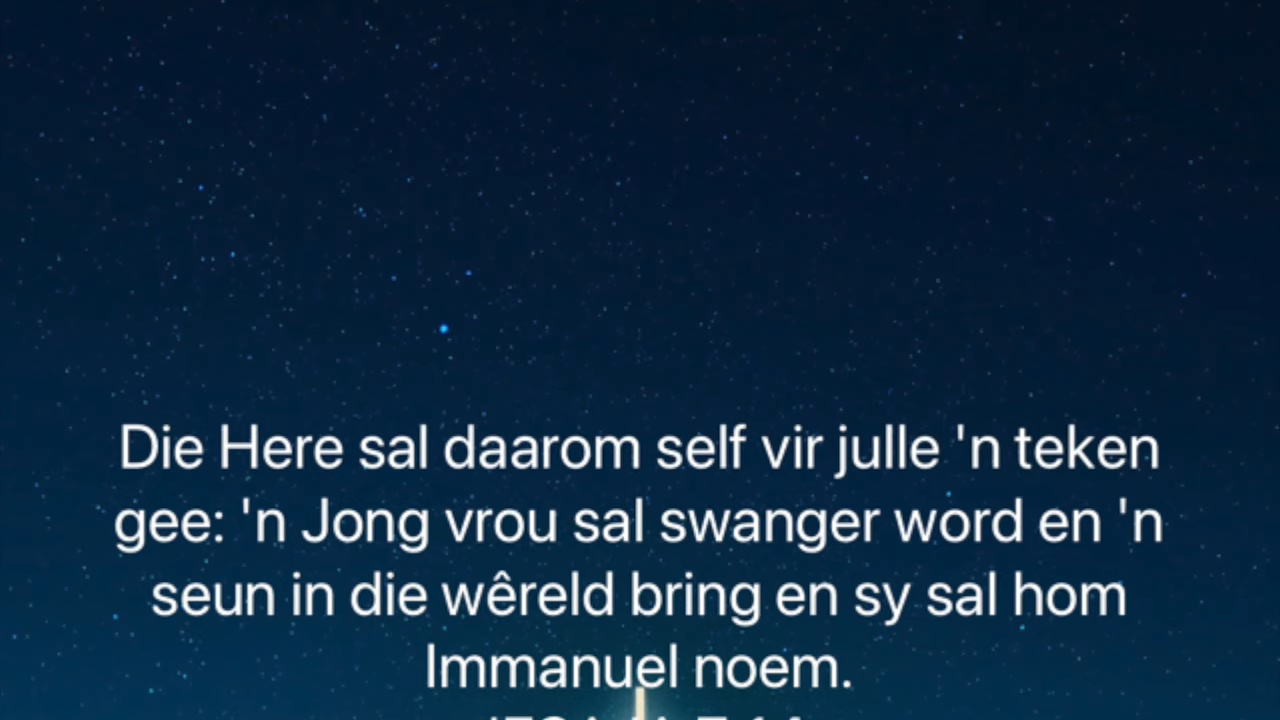 Die Here sal daarom self vir julle 'n teken
gee: 'n Jong vrou sal swanger word en 'n
seun in die wêreld bring en sy sal hom
Immanuel noem.